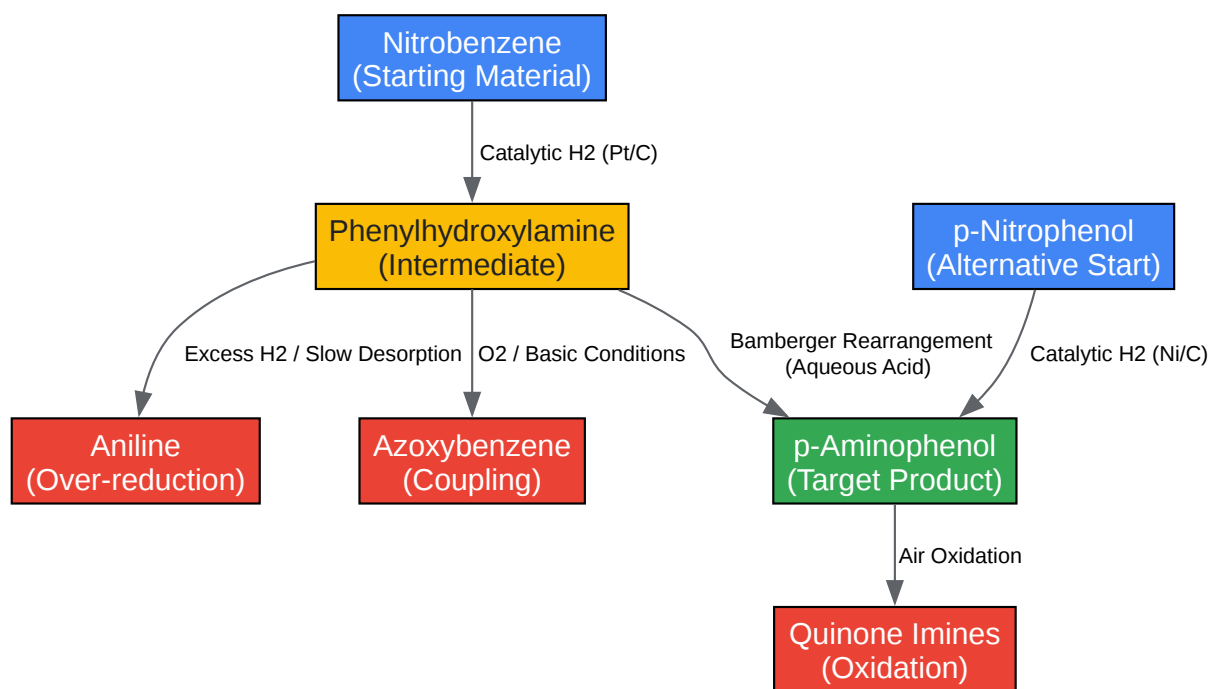 Nitrobenzene
(Starting Material)
Catalytic H2 (Pt/C)
Phenylhydroxylamine
(Intermediate)
p-Nitrophenol
(Alternative Start)
Excess H2 / Slow Desorption
O2 / Basic Conditions
Bamberger Rearrangement
(Aqueous Acid)
Catalytic H2 (Ni/C)
Aniline
(Over-reduction)
Azoxybenzene
(Coupling)
p-Aminophenol
(Target Product)
Air Oxidation
Quinone Imines
(Oxidation)